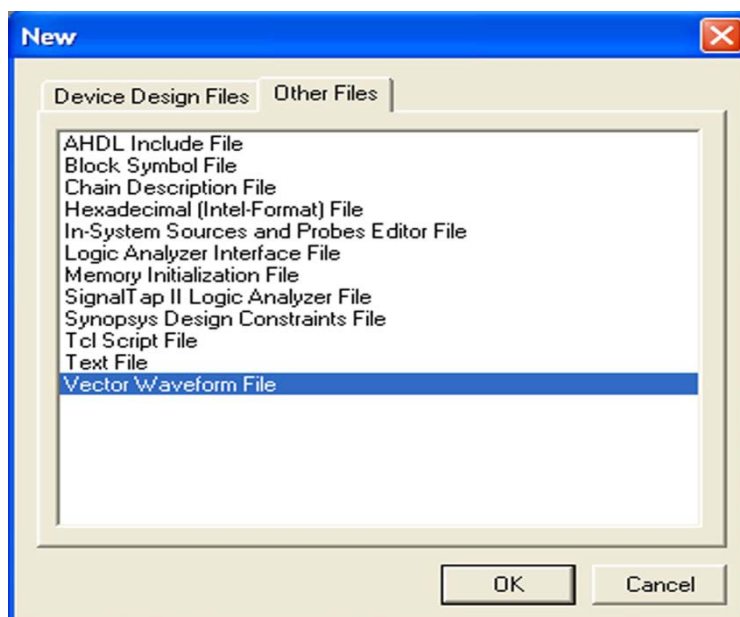 New
Device Design Files
Other Files
AHDL Include File
Block Symbol File
Chain Description File
Hexadecimal (Intel-Format) File
In-System Sources and Probes Editor File
Logic Analyzer Interface File
Memory Initialization File
SignalTap II Logic Analyzer File
Synopsys Design Constraints File
Tcl Script File
Text File
Vector Waveform File
OK
Cancel